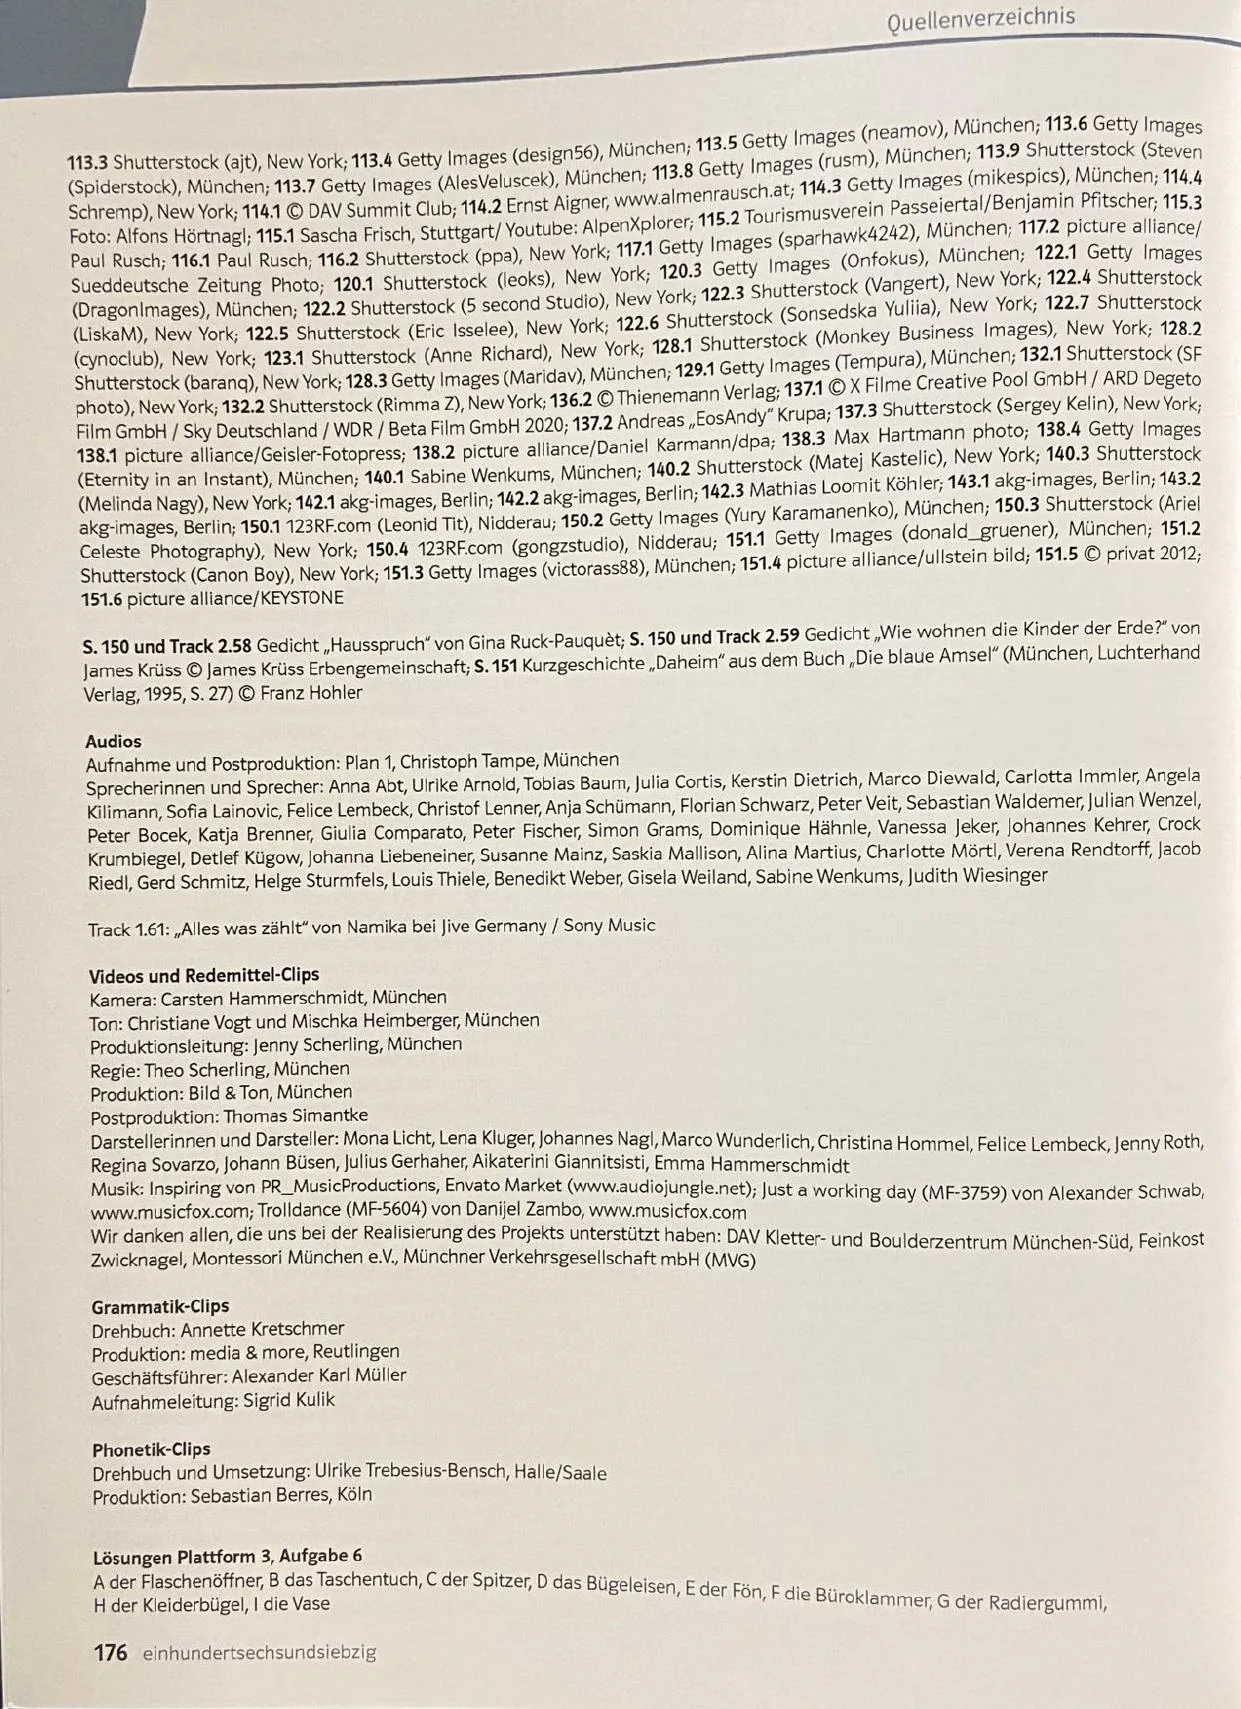 Quellenverzeichnis
113.3 Shutterstock (ajt), New York; 113.4 Getty Images (design56), München; 113.5 Getty Images (neamov), München; 113.6 Getty Images
(Spiderstock), München; 113.7 Getty Images (AlesVeluscek), München; 113.8 Getty Images (rusm), München; 113.9 Shutterstock (Steven
Schremp), New York; 114.1 © DAV Summit Club; 114.2 Ernst Aigner, www.almenrausch.at; 114.3 Getty Images (mikespics), München; 114.4
Foto: Alfons Hörtnagl; 115.1 Sascha Frisch, Stuttgart/ Youtube: AlpenXplorer; 115.2 Tourismusverein Passeiertal/Benjamin Pfitscher; 115.3
Paul Rusch; 116.1 Paul Rusch; 116.2 Shutterstock (ppa), New York; 117.1 Getty Images (sparhawk4242), München; 117.2 picture alliance/
Sueddeutsche Zeitung Photo; 120.1 Shutterstock (leoks), New York; 120.3 Getty Images (Onfokus), München; 122.1 Getty Images
(DragonImages), München; 122.2 Shutterstock (5 second Studio), New York; 122.3 Shutterstock (Vangert), New York; 122.4 Shutterstock
(LiskaM), New York; 122.5 Shutterstock (Eric Isselee), New York; 122.6 Shutterstock (Sonsedska Yuliia), New York; 122.7 Shutterstock
(cynoclub), New York; 123.1 Shutterstock (Anne Richard), New York; 128.1 Shutterstock (Monkey Business Images), New York; 128.2
Shutterstock (baranq), New York; 128.3 Getty Images (Maridav), München; 129.1 Getty Images (Tempura), München; 132.1 Shutterstock (SF
photo), New York; 132.2 Shutterstock (Rimma Z), New York; 136.2 © Thienemann Verlag; 137.1 © X Filme Creative Pool GmbH / ARD Degeto
Film GmbH / Sky Deutschland / WDR / Beta Film GmbH 2020; 137.2 Andreas „EosAndy“ Krupa; 137.3 Shutterstock (Sergey Kelin), New York;
138.1 picture alliance/Geisler-Fotopress; 138.2 picture alliance/Daniel Karmann/dpa; 138.3 Max Hartmann photo; 138.4 Getty Images
(Eternity in an Instant), München; 140.1 Sabine Wenkums, München; 140.2 Shutterstock (Matej Kastelic), New York; 140.3 Shutterstock
(Melinda Nagy), New York; 142.1 akg-images, Berlin; 142.2 akg-images, Berlin; 142.3 Mathias Loomit Köhler; 143.1 akg-images, Berlin; 143.2
akg-images, Berlin; 150.1 123RF.com (Leonid Tit), Nidderau; 150.2 Getty Images (Yury Karamanenko), München; 150.3 Shutterstock (Ariel
Celeste Photography), New York; 150.4 123RF.com (gongzstudio), Nidderau; 151.1 Getty Images (donald_gruener), München; 151.2
Shutterstock (Canon Boy), New York; 151.3 Getty Images (victorass88), München; 151.4 picture alliance/ullstein bild; 151.5 © privat 2012;
151.6 picture alliance/KEYSTONE
S. 150 und Track 2.58 Gedicht „Hausspruch“ von Gina Ruck-Pauquèt; S. 150 und Track 2.59 Gedicht „Wie wohnen die Kinder der Erde?“ von
James Krüss © James Krüss Erbengemeinschaft; S. 151 Kurzgeschichte „Daheim“ aus dem Buch „Die blaue Amsel“ (München, Luchterhand
Verlag, 1995, S. 27) © Franz Hohler
Audios
Aufnahme und Postproduktion: Plan 1, Christoph Tampe, München
Sprecherinnen und Sprecher: Anna Abt, Ulrike Arnold, Tobias Baum, Julia Cortis, Kerstin Dietrich, Marco Diewald, Carlotta Immler, Angela
Kilimann, Sofia Lainovic, Felice Lembeck, Christof Lenner, Anja Schümann, Florian Schwarz, Peter Veit, Sebastian Waldemer, Julian Wenzel,
Peter Bocek, Katja Brenner, Giulia Comparato, Peter Fischer, Simon Grams, Dominique Hähnle, Vanessa Jeker, Johannes Kehrer, Crock
Krumbiegel, Detlef Kügow, Johanna Liebeneiner, Susanne Mainz, Saskia Mallison, Alina Martius, Charlotte Mörtl, Verena Rendtorff, Jacob
Riedl, Gerd Schmitz, Helge Sturmfels, Louis Thiele, Benedikt Weber, Gisela Weiland, Sabine Wenkums, Judith Wiesinger
Track 1.61: „Alles was zählt“ von Namika bei Jive Germany / Sony Music
Videos und Redemittel-Clips
Kamera: Carsten Hammerschmidt, München
Ton: Christiane Vogt und Mischka Heimberger, München
Produktionsleitung: Jenny Scherling, München
Regie: Theo Scherling, München
Produktion: Bild & Ton, München
Postproduktion: Thomas Simantke
Darstellerinnen und Darsteller: Mona Licht, Lena Kluger, Johannes Nagl, Marco Wunderlich, Christina Hommel, Felice Lembeck, Jenny Roth,
Regina Sovarzo, Johann Büsen, Julius Gerhaher, Aikaterini Giannitsisti, Emma Hammerschmidt
Musik: Inspiring von PR_MusicProductions, Envato Market (www.audiojungle.net); Just a working day (MF-3759) von Alexander Schwab,
www.musicfox.com; Trolldance (MF-5604) von Danijel Zambo, www.musicfox.com
Wir danken allen, die uns bei der Realisierung des Projekts unterstützt haben: DAV Kletter- und Boulderzentrum München-Süd, Feinkost
Zwicknagel, Montessori München e.V., Münchner Verkehrsgesellschaft mbH (MVG)
Grammatik-Clips
Drehbuch: Annette Kretschmer
Produktion: media & more, Reutlingen
Geschäftsführer: Alexander Karl Müller
Aufnahmeleitung: Sigrid Kulik
Phonetik-Clips
Drehbuch und Umsetzung: Ulrike Trebesius-Bensch, Halle/Saale
Produktion: Sebastian Berres, Köln
Lösungen Plattform 3, Aufgabe 6
A der Flaschenöffner, B das Taschentuch, C der Spitzer, D das Bügeleisen, E der Fön, F die Büroklammer, G der Radiergummi,
H der Kleiderbügel, I die Vase
176 einhundertsechsundsiebzig